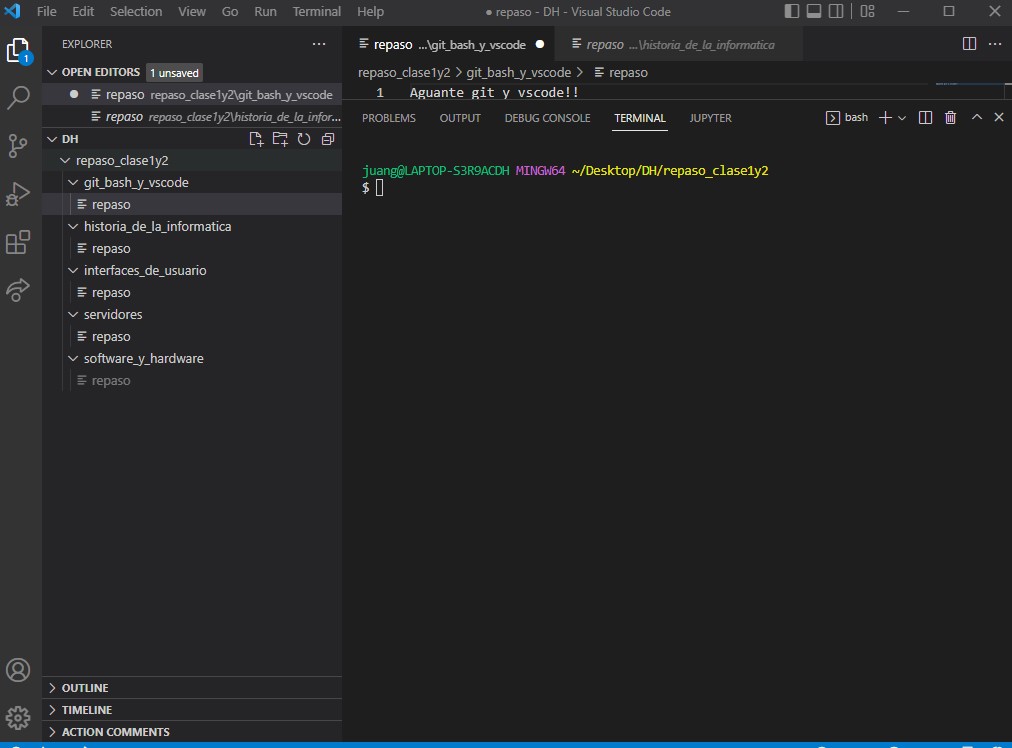 File Edit Selection View Go Run Terminal Help ● repaso - DH - Visual Studio Code
1
EXPLORER
OPEN EDITORS 1 unsaved
repaso repaso_clase1y2\git_bash_y_vscode
repaso repaso_clase1y2\historia_de_la_infor...
DH
repaso_clase1y2
git_bash_y_vscode
repaso
historia_de_la_informatica
repaso
interfaces_de_usuario
repaso
servidores
repaso
software_y_hardware
repaso
OUTLINE
TIMELINE
ACTION COMMENTS
repaso ...\git_bash_y_vscode ● repaso ...\historia_de_la_informatica
repaso_clase1y2 > git_bash_y_vscode > repaso
1 Aguante git y vscode!!
PROBLEMS OUTPUT DEBUG CONSOLE TERMINAL JUPYTER bash
juang@LAPTOP-S3R9ACDH MINGW64 ~/Desktop/DH/repaso_clase1y2
$